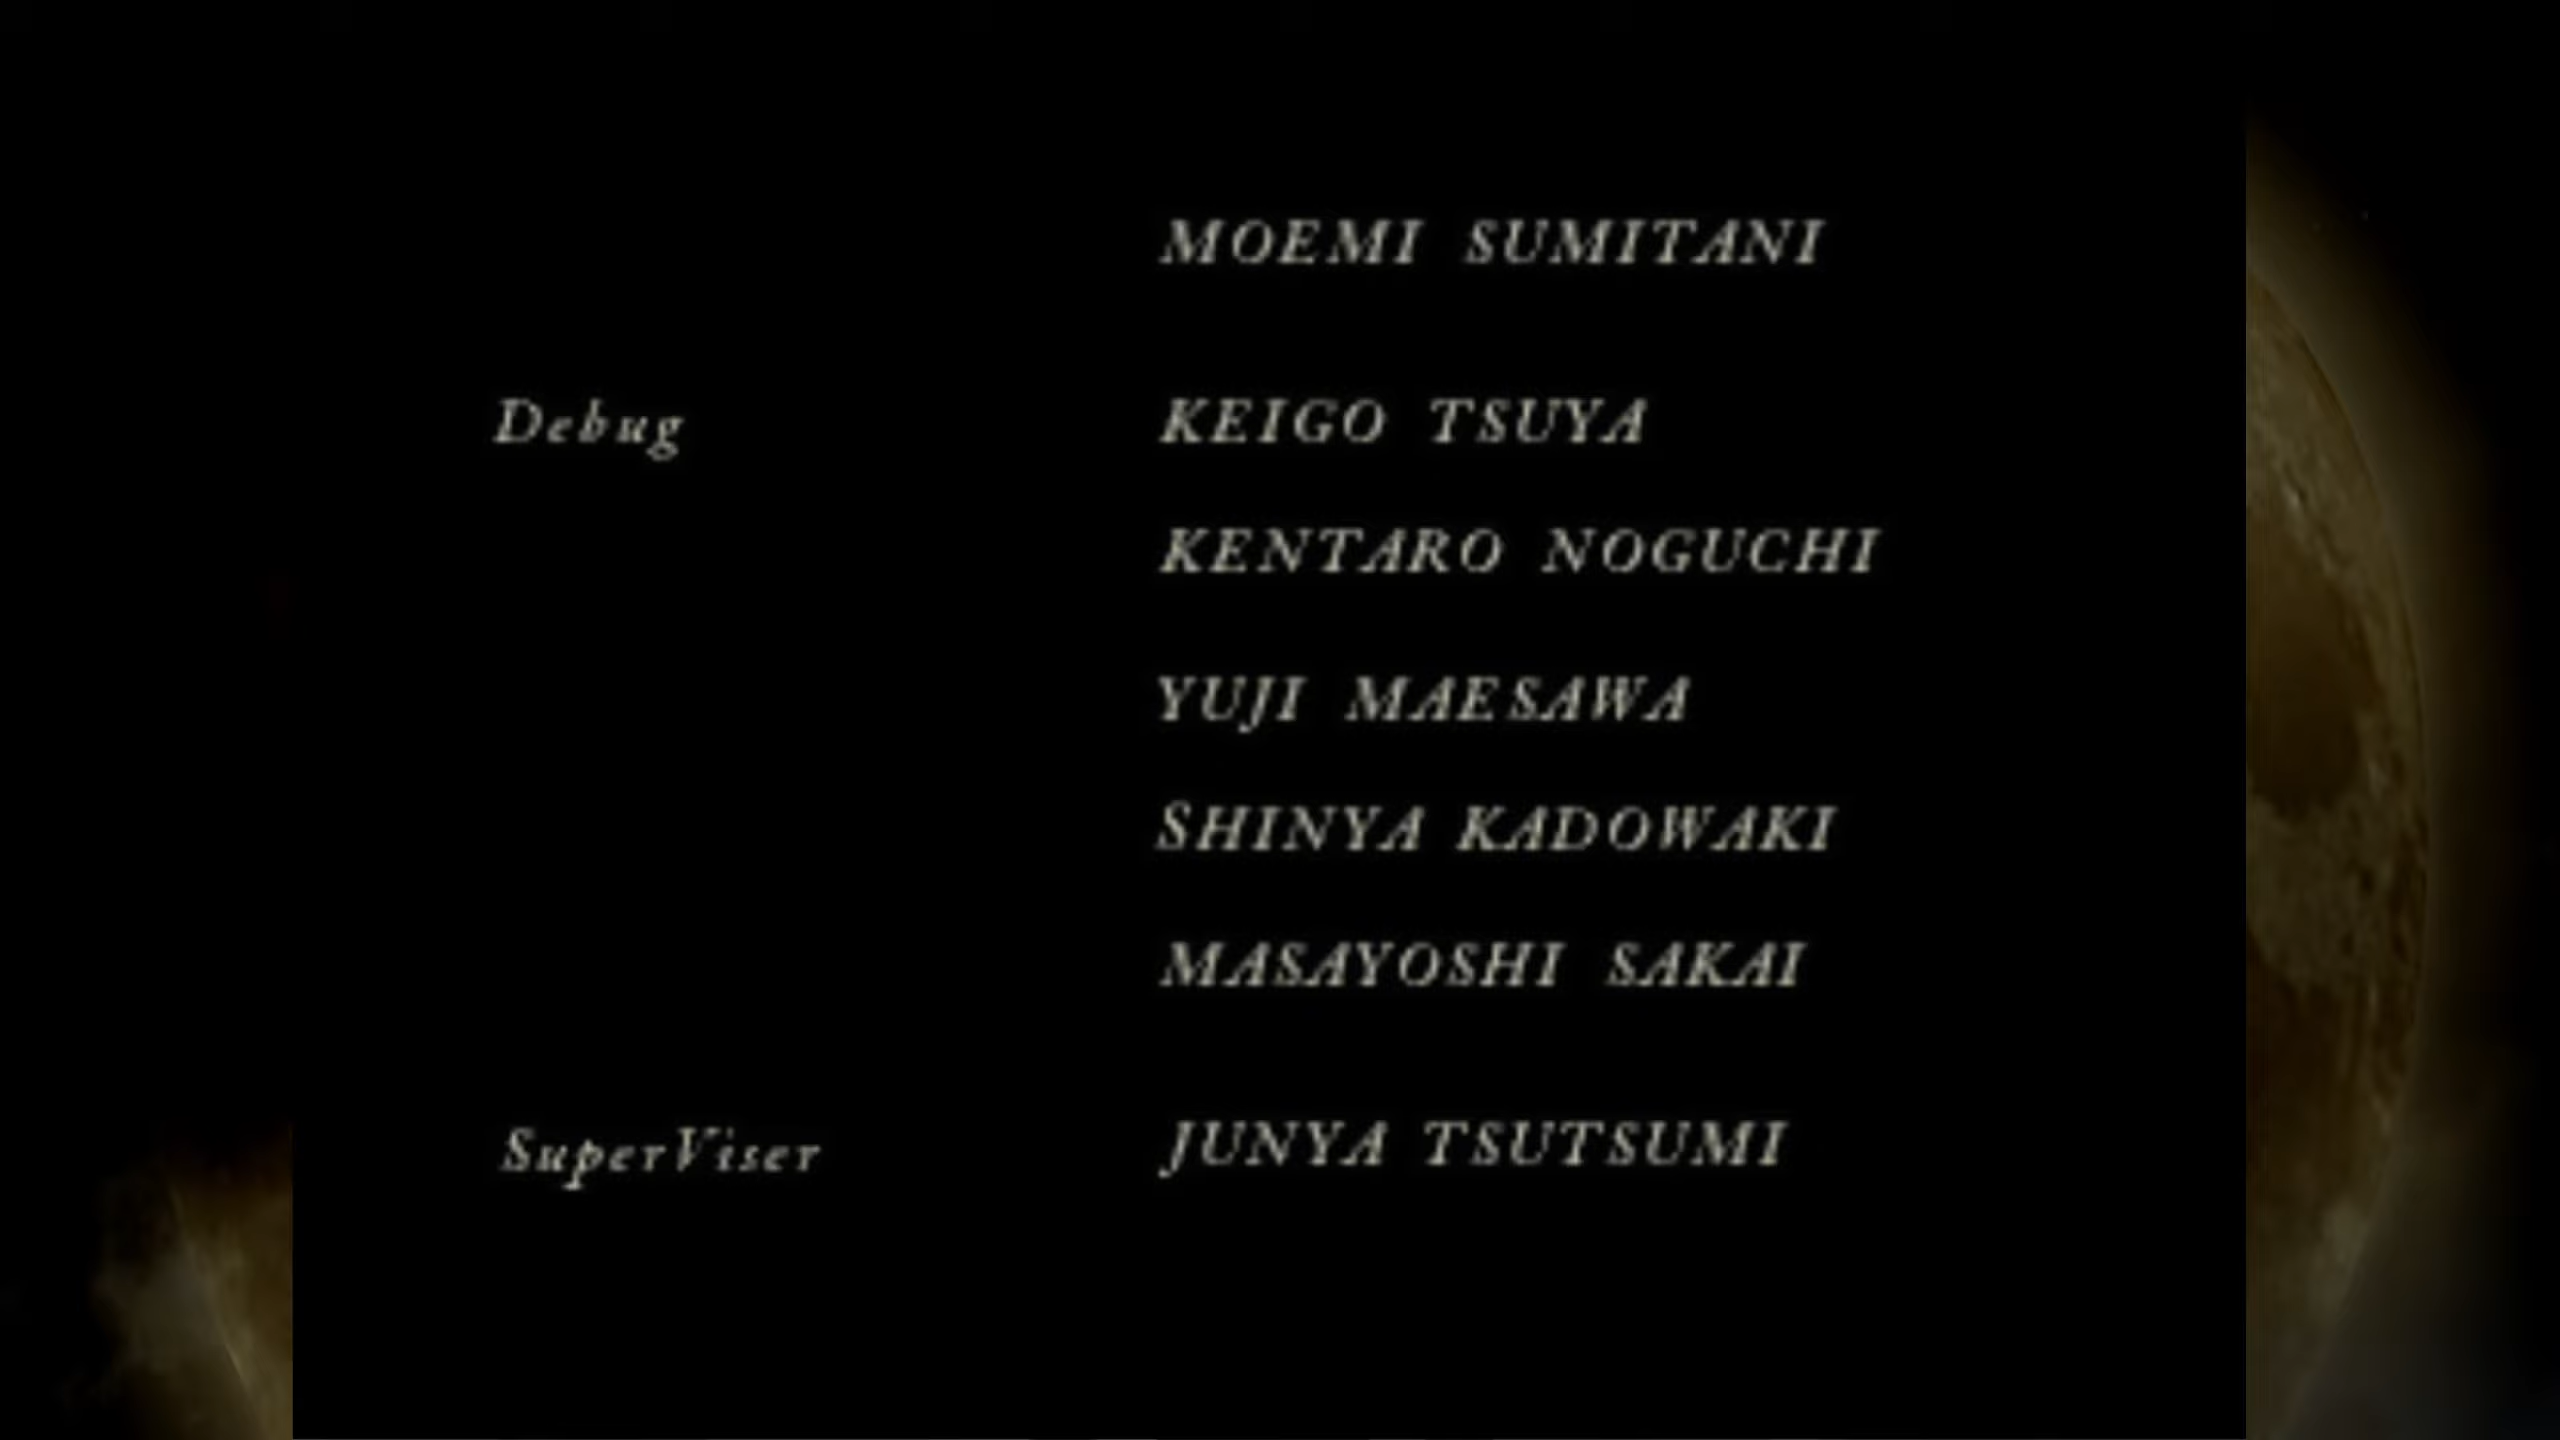 MOEMI SUMITANI
Debug KEIGO TSUYA
KENTARO NOGUCHI
YUJI MAESAWA
SHINYA KADOWAKI
MASAYOSHI SAKAI
SuperViser JUNYA TSUTSUMI